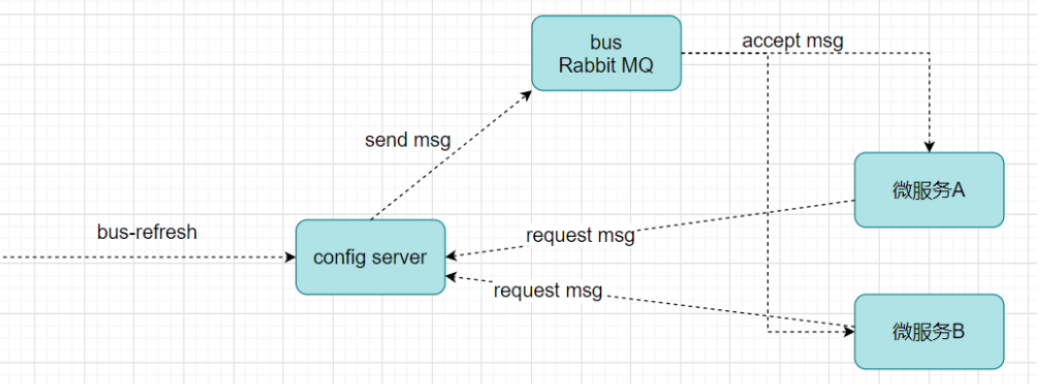 bus
Rabbit MQ
accept msg
send msg
微服务A
bus-refresh
request msg
config server
request msg
微服务B